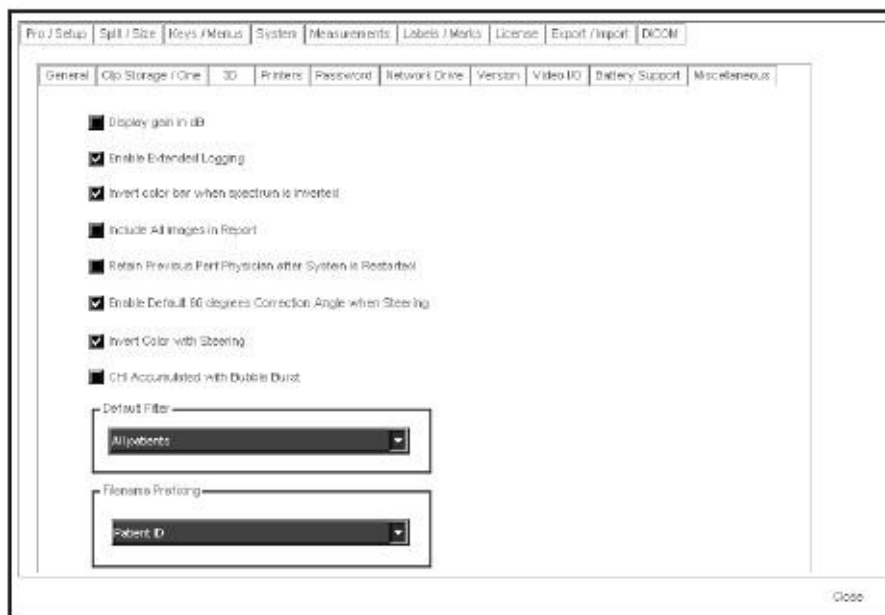 Pro / Setup Split / Size Keys / Menus System Measurements Labels / Marks License Export / Import DICOM
General Clip Storage / Cine 3D Printers Password Network Drive Version Video I/O Battery Support Miscellaneous
Display gain in dB
Enable Extended Logging
Invert color bar when spectrum is inverted
Include All images in Report
Retain Previous Perf Physician after System is Restarted
Enable Default 60 degrees Correction Angle when Steering
Invert Color with Steering
CHI Accumulated with Bubble Burst
Default Filter
All patients
Filename Prefixing
Patient ID
Close